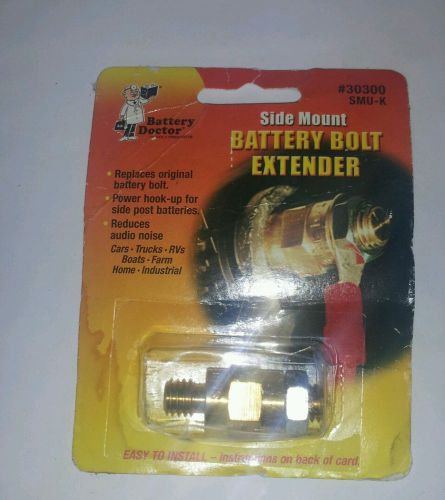 #30300
SMU-K
Battery
Doctor
Side Mount
BATTERY BOLT
EXTENDER
• Replaces original
battery bolt.
• Power hook-up for
side post batteries.
• Reduces
audio noise
Cars · Trucks · RVs
Boats · Farm
Home · Industrial
EASY TO INSTALL – instructions on back of card.